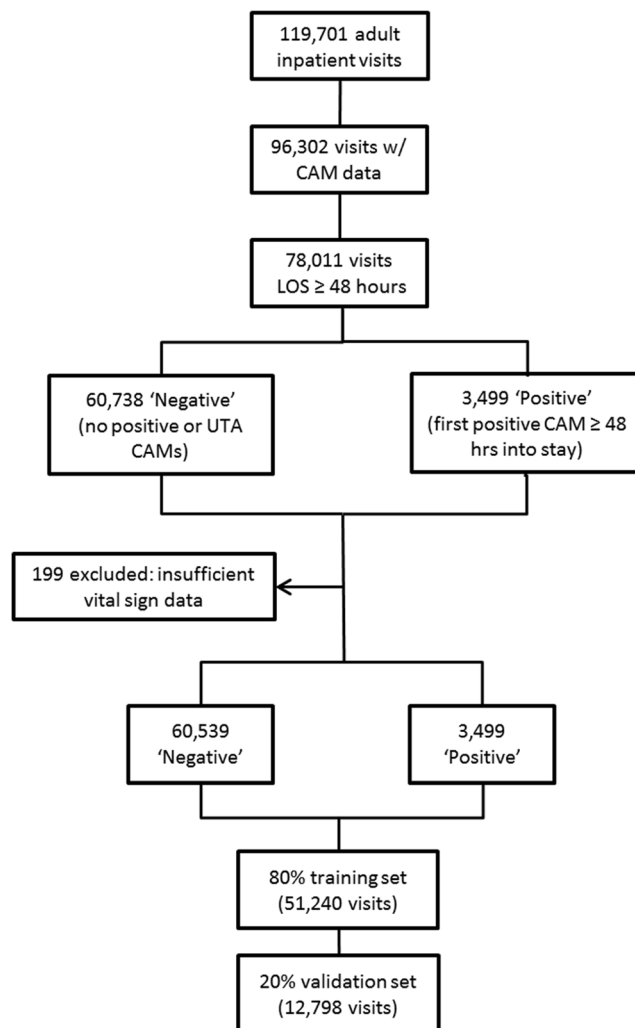 119,701 adult
inpatient visits
96,302 visits w/
CAM data
78,011 visits
LOS ≥ 48 hours
60,738 ‘Negative’
(no positive or UTA
CAMs)
3,499 ‘Positive’
(first positive CAM ≥ 48
hrs into stay)
199 excluded: insufficient
vital sign data
60,539
‘Negative’
3,499
‘Positive’
80% training set
(51,240 visits)
20% validation set
(12,798 visits)